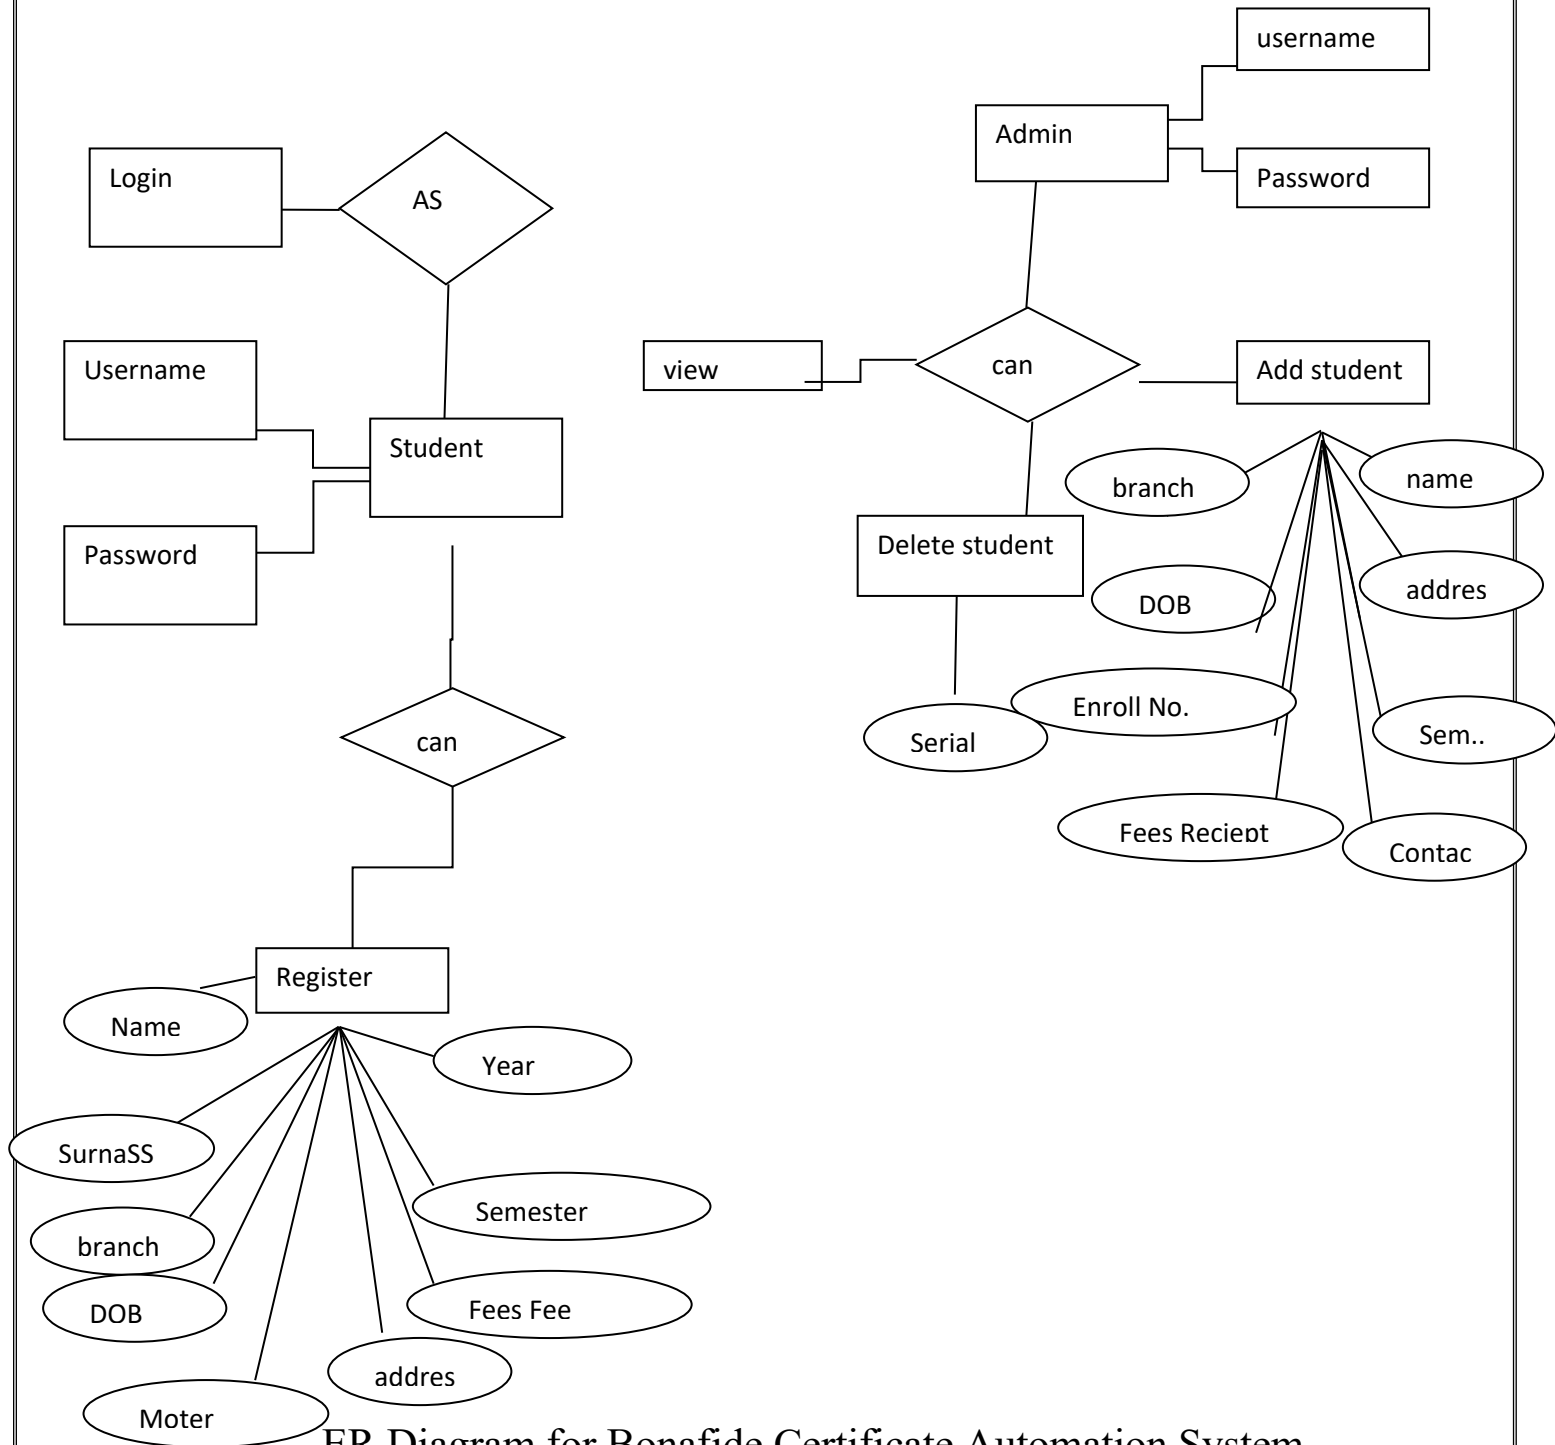 username
Admin
Login
Password
AS
view
can
Add student
Username
Student
name
branch
Delete student
Password
addres
DOB
Enroll No.
Serial
Sem..
can
Fees Reciept
Contac
Register
Name
Year
SurnaSS
Semester
branch
DOB
Fees Fee
addres
Moter
ER Diagram for Bonafide Certificate Automation System